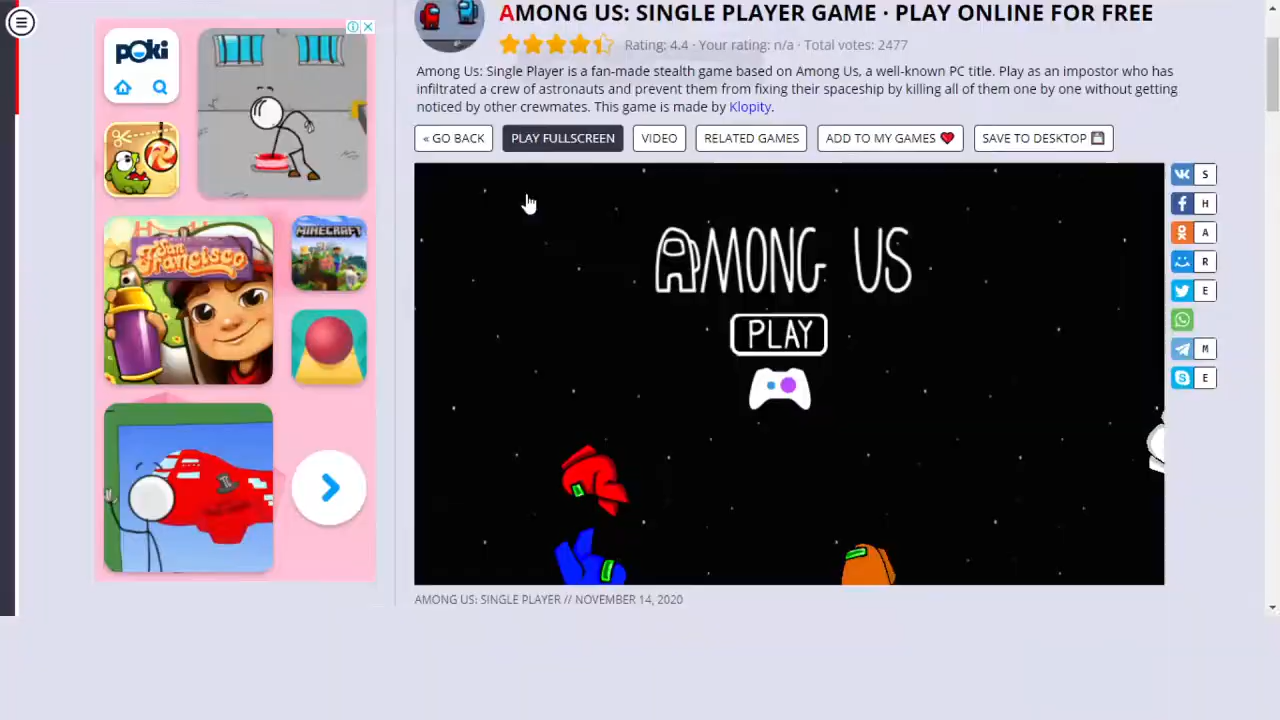 AMONG US: SINGLE PLAYER GAME · PLAY ONLINE FOR FREE
Rating: 4.4 · Your rating: n/a · Total votes: 2477
Among Us: Single Player is a fan-made stealth game based on Among Us, a well-known PC title. Play as an impostor who has
infiltrated a crew of astronauts and prevent them from fixing their spaceship by killing all of them one by one without getting
noticed by other crewmates. This game is made by Klopity.
« GO BACK
PLAY FULLSCREEN
VIDEO
RELATED GAMES
ADD TO MY GAMES
SAVE TO DESKTOP
POKI
San
Francisco
MINECRAFT
AMONG US
PLAY
S
H
A
R
E
M
E
AMONG US: SINGLE PLAYER // NOVEMBER 14, 2020